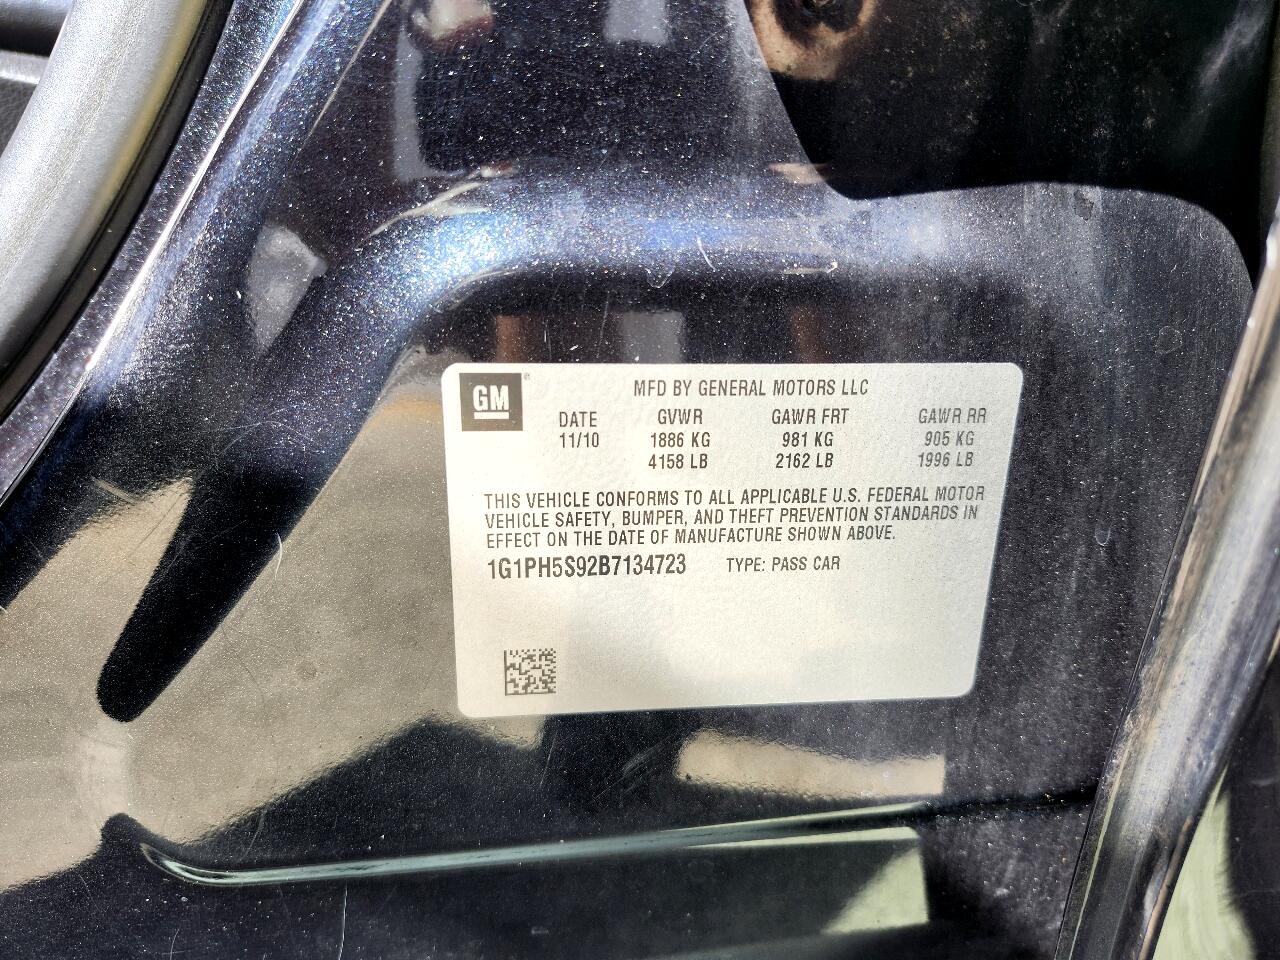 GM
MFD BY GENERAL MOTORS LLC
DATE GVWR GAWR FRT GAWR RR
11/10 1886 KG 981 KG 905 KG
4158 LB 2162 LB 1996 LB
THIS VEHICLE CONFORMS TO ALL APPLICABLE U.S. FEDERAL MOTOR
VEHICLE SAFETY, BUMPER, AND THEFT PREVENTION STANDARDS IN
EFFECT ON THE DATE OF MANUFACTURE SHOWN ABOVE.
1G1PH5S92B7134723 TYPE: PASS CAR